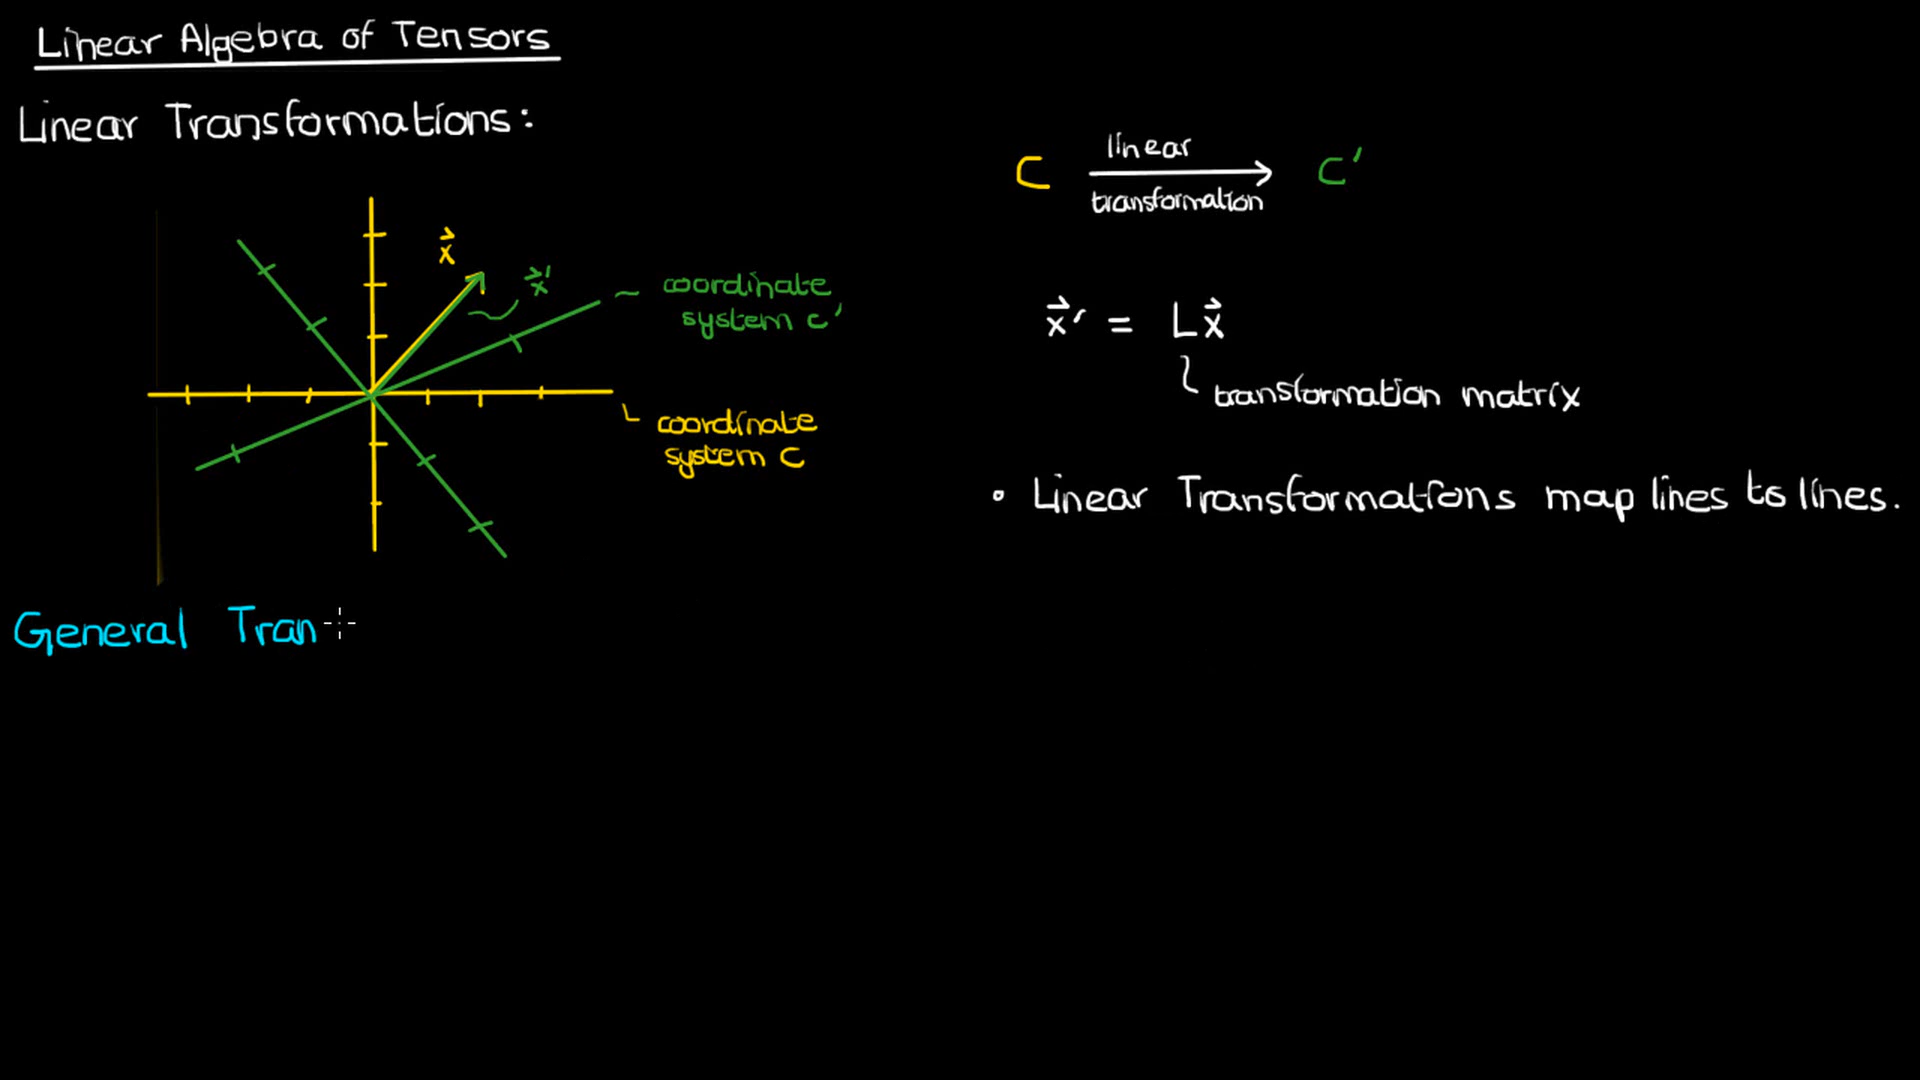 Linear Algebra of Tensors
Linear Transformations:
x⃗
x⃗'
coordinate
system C'
coordinate
system C
C linear C'
transformation
x⃗' = Lx⃗
transformation matrix
• Linear Transformations map lines to lines.
General Tran